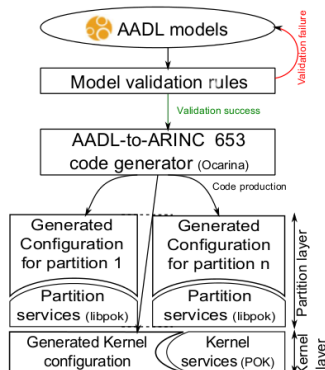 AADL models
Validation failure
Model validation rules
Validation success
AADL-to-ARINC 653
code generator (Ocarina)
Code production
Generated
Configuration
for partition 1
Generated
Configuration
for partition n
Partition
services (libpok)
Partition
services (libpok)
Partition layer
Generated Kernel
configuration
Kernel
services (POK)
Kernel
layer